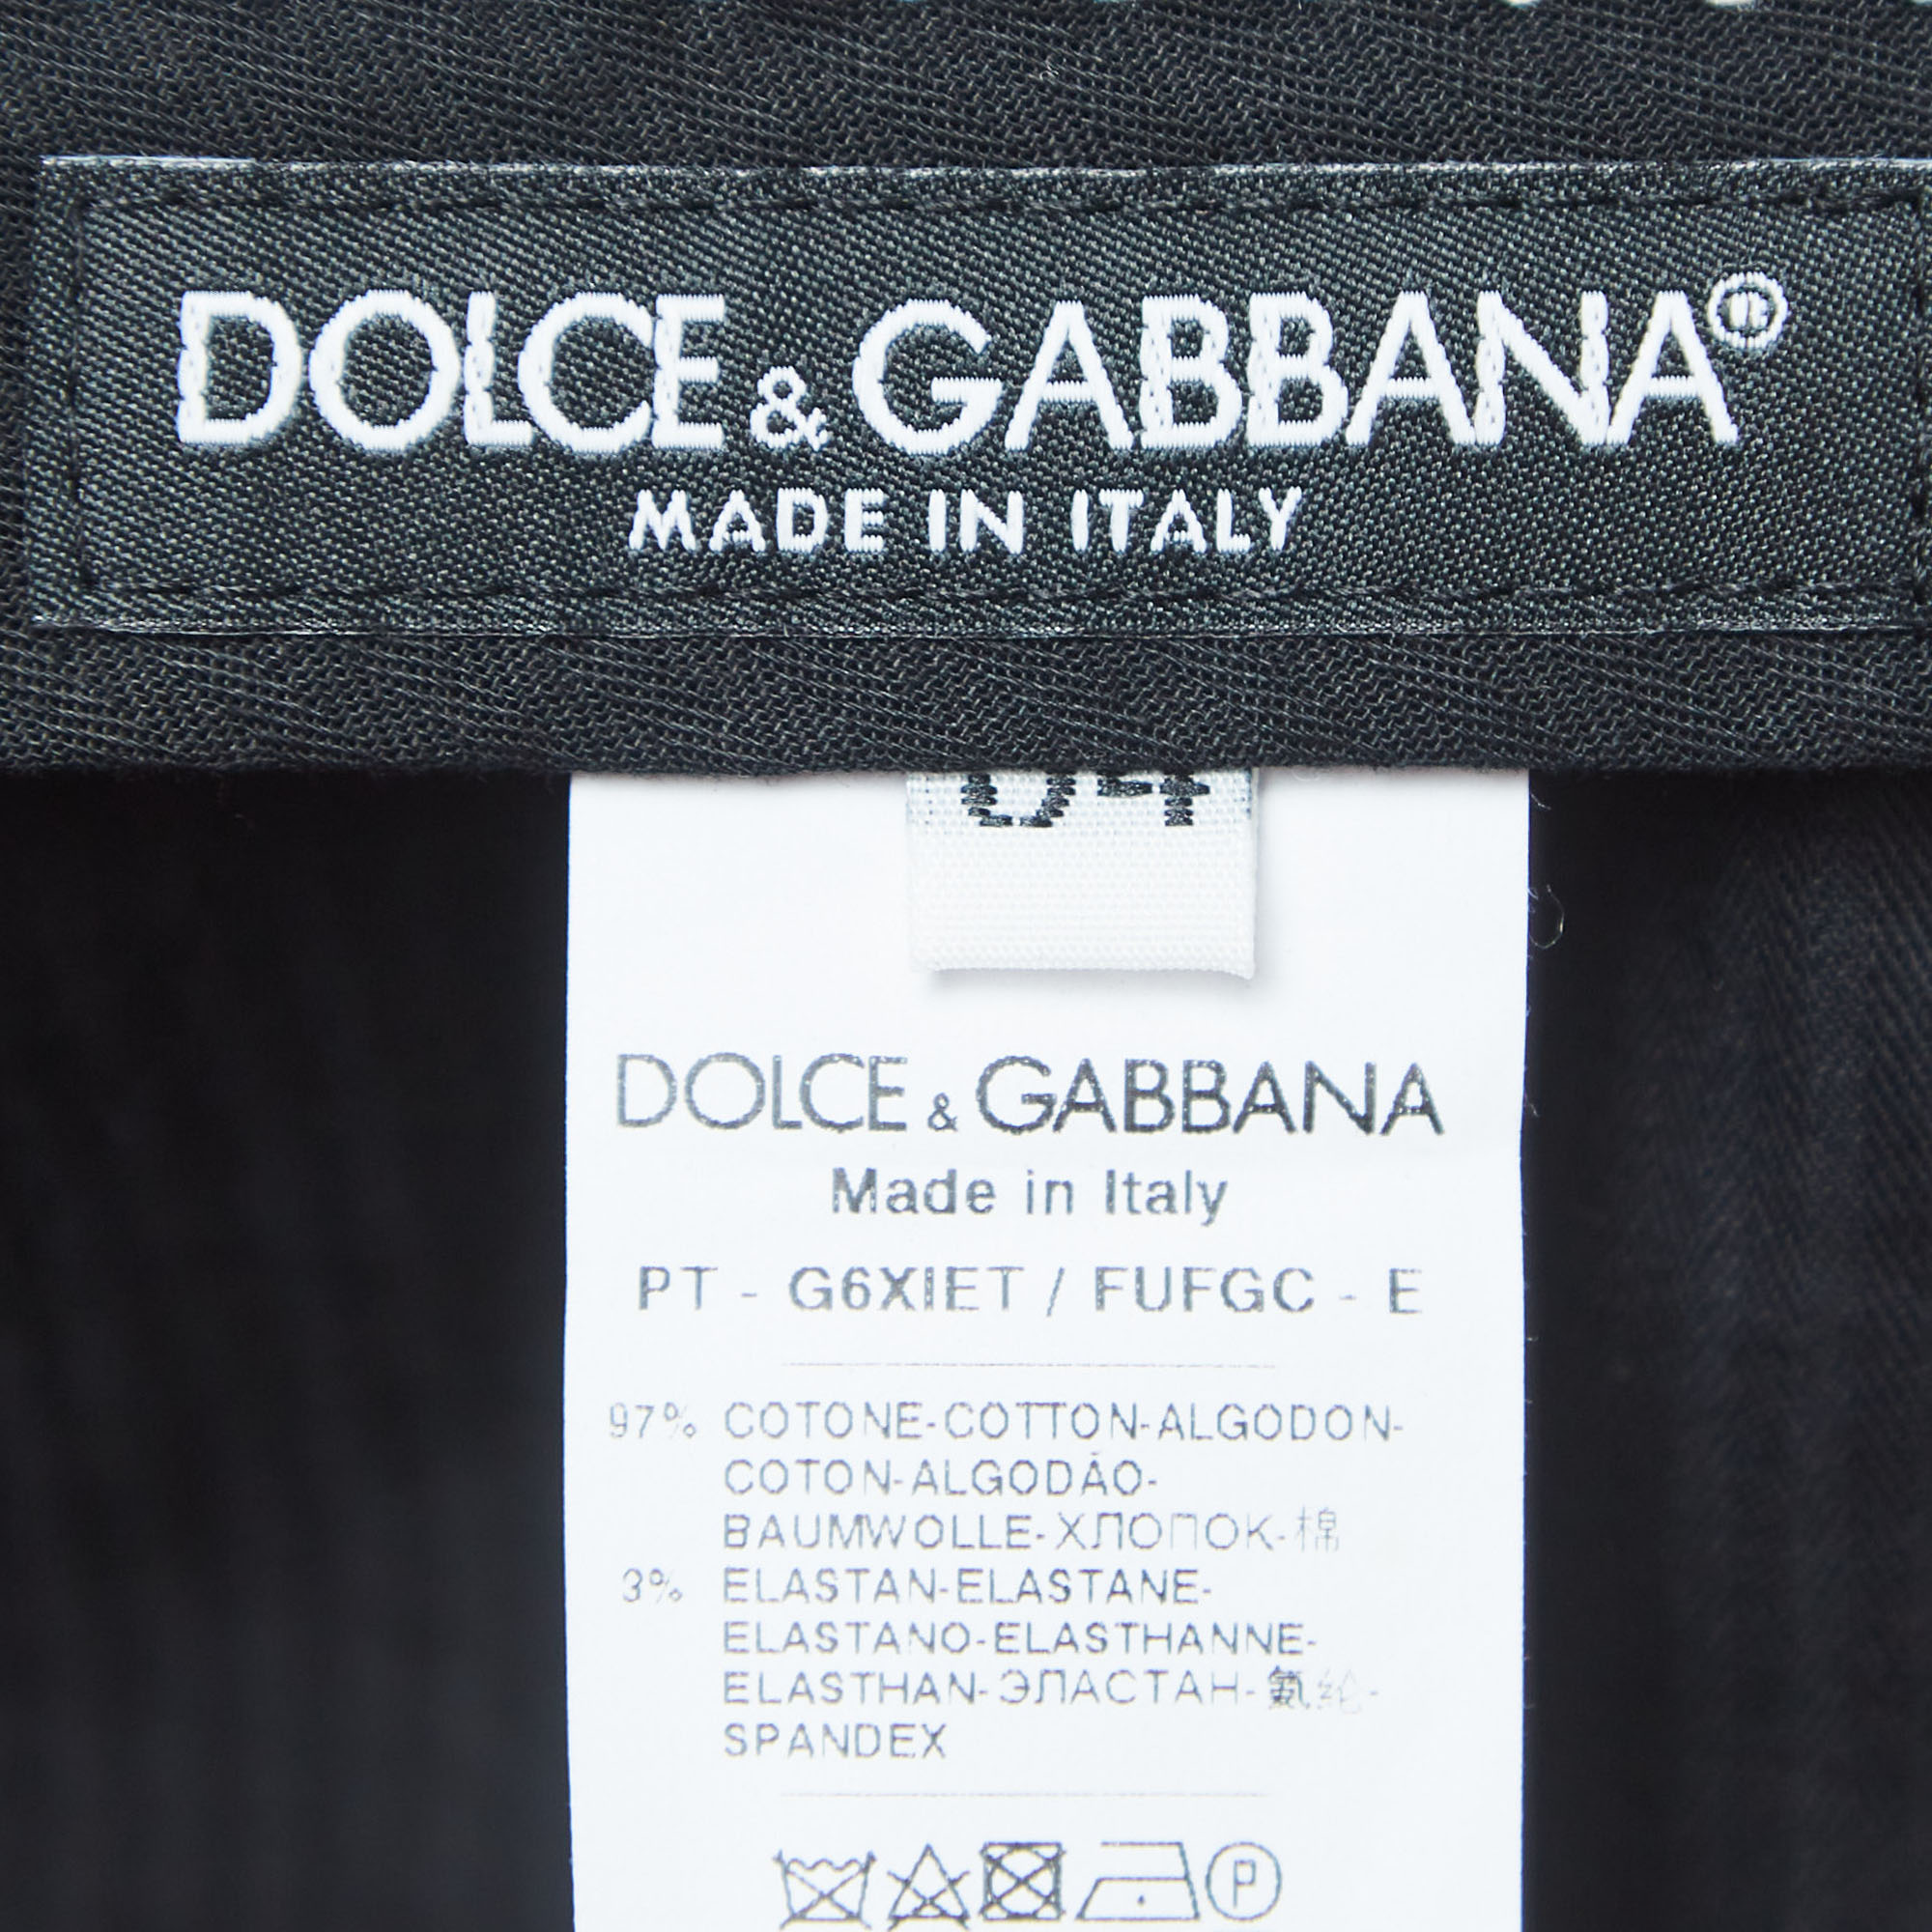 DOLCE & GABBANA®
MADE IN ITALY
DOLCE & GABBANA
Made in Italy
PT - G6XIET / FUFGC - E
97% COTONE-COTTON-ALGODON-
COTON-ALGODÃO-
BAUMWOLLE-ХЛОПОК-棉
3% ELASTAN-ELASTANE-
ELASTANO-ELASTHANNE-
ELASTHAN-ЭЛАСТАН-氨纶-
SPANDEX
P